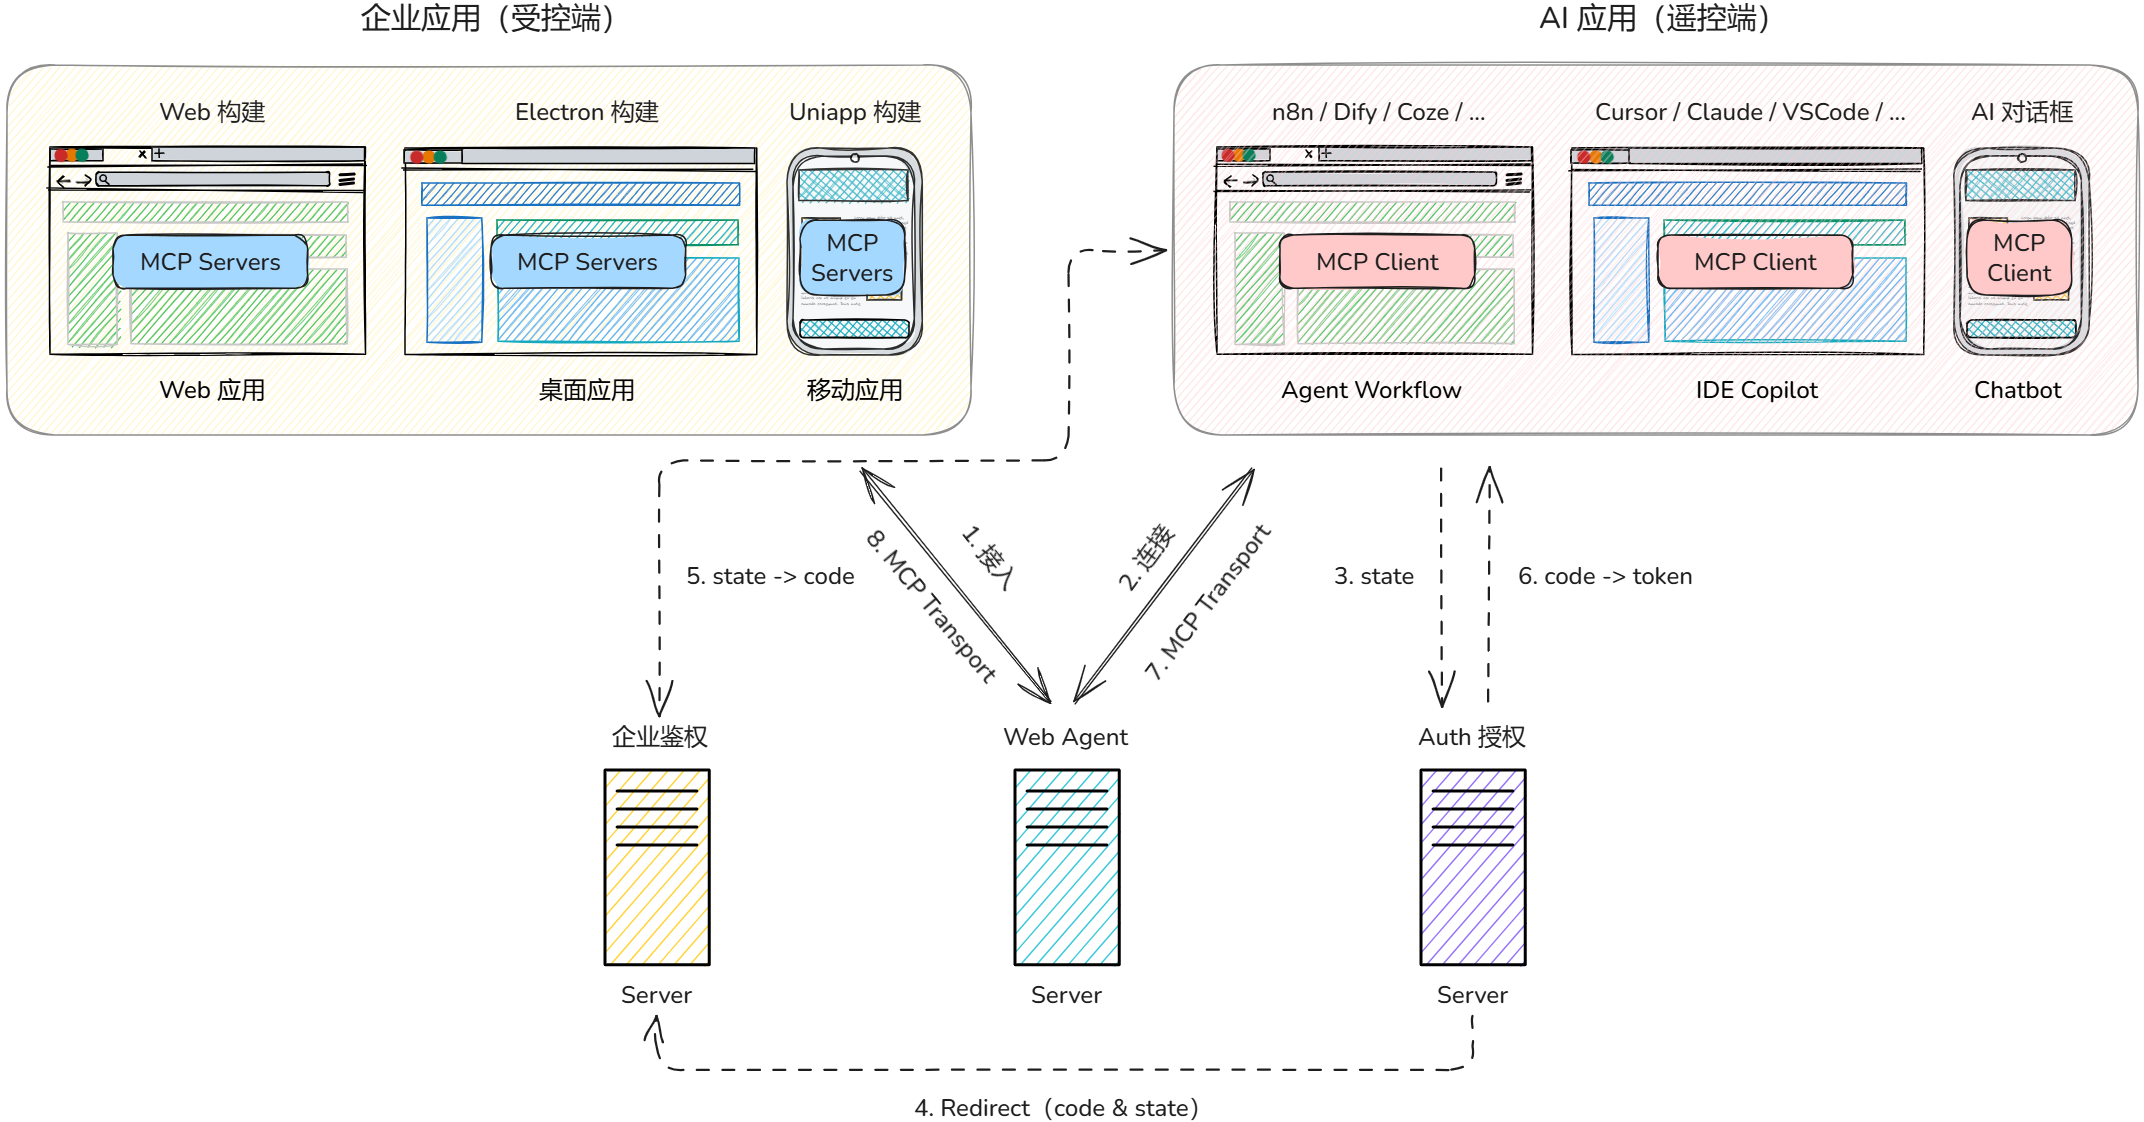 企业应用（受控端）
AI 应用（遥控端）
Web 构建
Electron 构建
Uniapp 构建
MCP Servers
MCP Servers
MCP
Servers
Web 应用
桌面应用
移动应用
n8n / Dify / Coze / ...
Cursor / Claude / VSCode / ...
AI 对话框
MCP Client
MCP Client
MCP
Client
Agent Workflow
IDE Copilot
Chatbot
1. 接入
8. MCP Transport
2. 连接
7. MCP Transport
5. state -> code
3. state
6. code -> token
企业鉴权
Web Agent
Auth 授权
Server
Server
Server
4. Redirect（code & state）